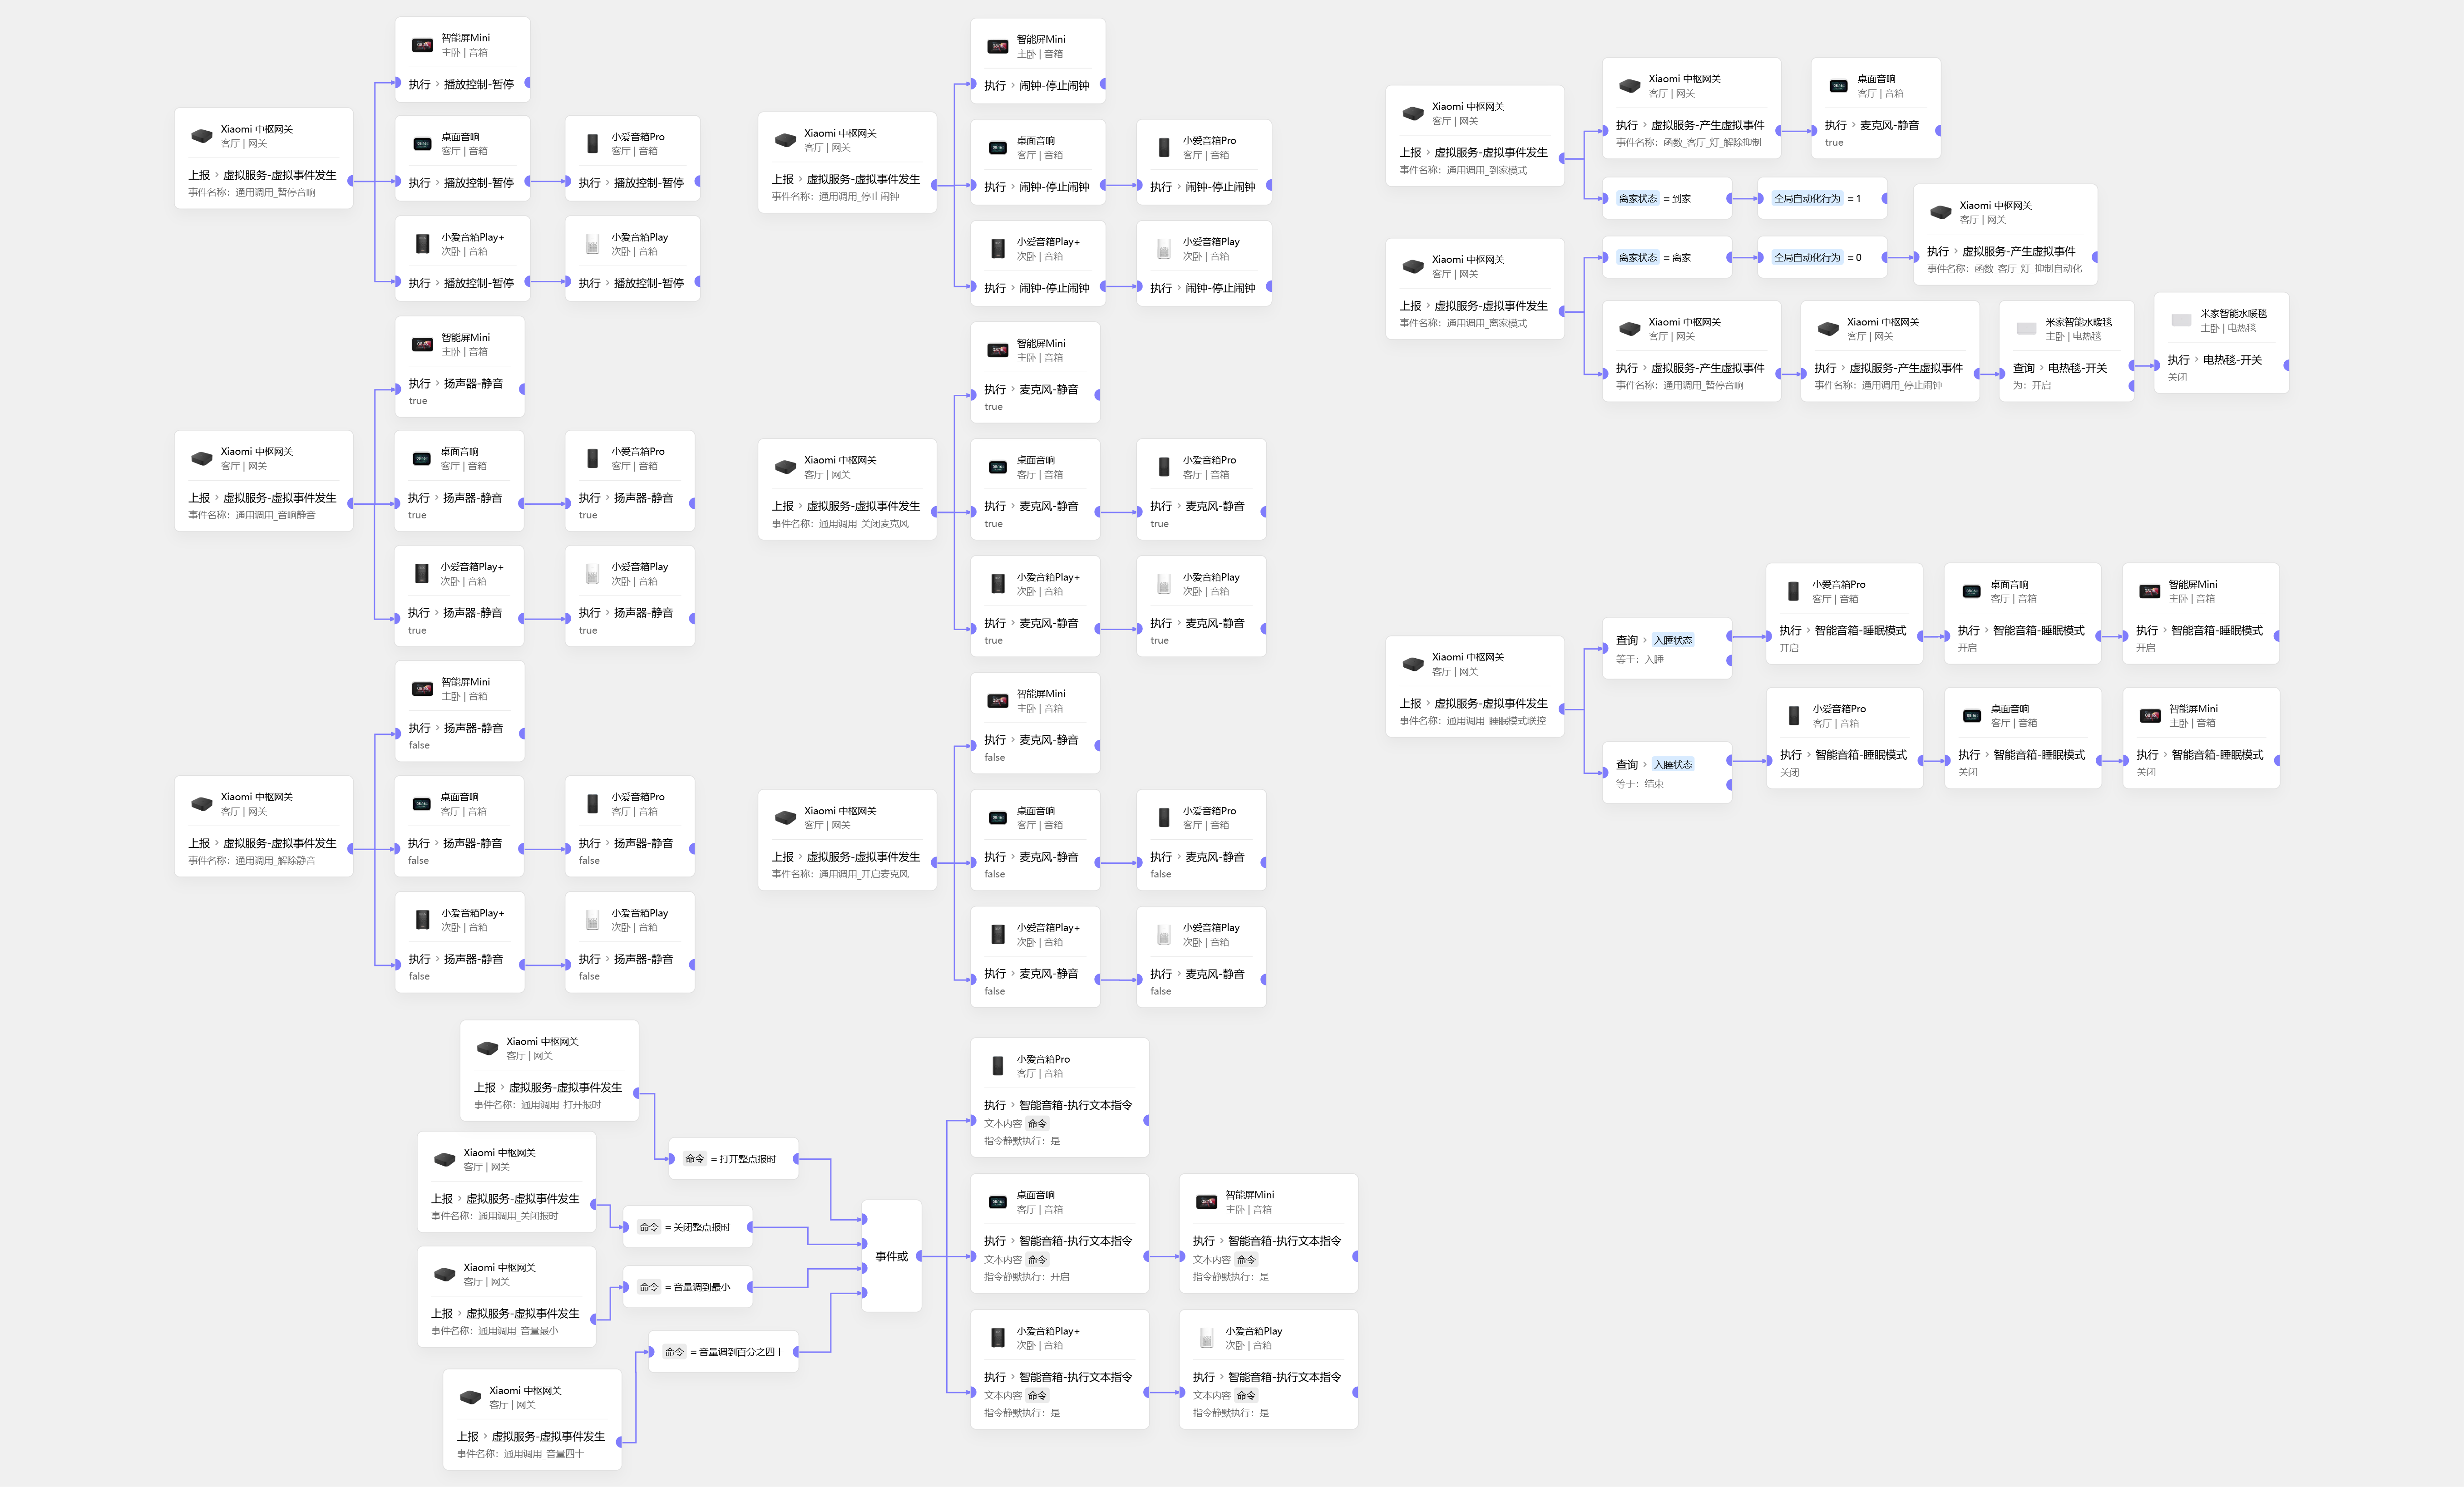 智能屏Mini
主卧 | 音箱
执行 › 播放控制-暂停
Xiaomi 中枢网关
客厅 | 网关
上报 › 虚拟服务-虚拟事件发生
事件名称：通用调用_暂停音响
桌面音响
客厅 | 音箱
执行 › 播放控制-暂停
小爱音箱Pro
客厅 | 音箱
执行 › 播放控制-暂停
小爱音箱Play+
次卧 | 音箱
执行 › 播放控制-暂停
小爱音箱Play
次卧 | 音箱
执行 › 播放控制-暂停
智能屏Mini
主卧 | 音箱
执行 › 扬声器-静音
true
Xiaomi 中枢网关
客厅 | 网关
上报 › 虚拟服务-虚拟事件发生
事件名称：通用调用_音响静音
桌面音响
客厅 | 音箱
执行 › 扬声器-静音
true
小爱音箱Pro
客厅 | 音箱
执行 › 扬声器-静音
true
小爱音箱Play+
次卧 | 音箱
执行 › 扬声器-静音
true
小爱音箱Play
次卧 | 音箱
执行 › 扬声器-静音
true
智能屏Mini
主卧 | 音箱
执行 › 扬声器-静音
false
Xiaomi 中枢网关
客厅 | 网关
上报 › 虚拟服务-虚拟事件发生
事件名称：通用调用_解除静音
桌面音响
客厅 | 音箱
执行 › 扬声器-静音
false
小爱音箱Pro
客厅 | 音箱
执行 › 扬声器-静音
false
小爱音箱Play+
次卧 | 音箱
执行 › 扬声器-静音
false
小爱音箱Play
次卧 | 音箱
执行 › 扬声器-静音
false
智能屏Mini
主卧 | 音箱
执行 › 闹钟-停止闹钟
Xiaomi 中枢网关
客厅 | 网关
上报 › 虚拟服务-虚拟事件发生
事件名称：通用调用_停止闹钟
桌面音响
客厅 | 音箱
执行 › 闹钟-停止闹钟
小爱音箱Pro
客厅 | 音箱
执行 › 闹钟-停止闹钟
小爱音箱Play+
次卧 | 音箱
执行 › 闹钟-停止闹钟
小爱音箱Play
次卧 | 音箱
执行 › 闹钟-停止闹钟
智能屏Mini
主卧 | 音箱
执行 › 麦克风-静音
true
Xiaomi 中枢网关
客厅 | 网关
上报 › 虚拟服务-虚拟事件发生
事件名称：通用调用_关闭麦克风
桌面音响
客厅 | 音箱
执行 › 麦克风-静音
true
小爱音箱Pro
客厅 | 音箱
执行 › 麦克风-静音
true
小爱音箱Play+
次卧 | 音箱
执行 › 麦克风-静音
true
小爱音箱Play
次卧 | 音箱
执行 › 麦克风-静音
true
智能屏Mini
主卧 | 音箱
执行 › 麦克风-静音
false
Xiaomi 中枢网关
客厅 | 网关
上报 › 虚拟服务-虚拟事件发生
事件名称：通用调用_开启麦克风
桌面音响
客厅 | 音箱
执行 › 麦克风-静音
false
小爱音箱Pro
客厅 | 音箱
执行 › 麦克风-静音
false
小爱音箱Play+
次卧 | 音箱
执行 › 麦克风-静音
false
小爱音箱Play
次卧 | 音箱
执行 › 麦克风-静音
false
Xiaomi 中枢网关
客厅 | 网关
上报 › 虚拟服务-虚拟事件发生
事件名称：通用调用_到家模式
Xiaomi 中枢网关
客厅 | 网关
执行 › 虚拟服务-产生虚拟事件
事件名称：函数_客厅_灯_解除抑制
桌面音响
客厅 | 音箱
执行 › 麦克风-静音
true
离家状态 = 到家
全局自动化行为 = 1
Xiaomi 中枢网关
客厅 | 网关
上报 › 虚拟服务-虚拟事件发生
事件名称：通用调用_离家模式
离家状态 = 离家
全局自动化行为 = 0
Xiaomi 中枢网关
客厅 | 网关
执行 › 虚拟服务-产生虚拟事件
事件名称：函数_客厅_灯_抑制自动化
Xiaomi 中枢网关
客厅 | 网关
执行 › 虚拟服务-产生虚拟事件
事件名称：通用调用_暂停音响
Xiaomi 中枢网关
客厅 | 网关
执行 › 虚拟服务-产生虚拟事件
事件名称：通用调用_停止闹钟
米家智能水暖毯
主卧 | 电热毯
查询 › 电热毯-开关
为：开启
米家智能水暖毯
主卧 | 电热毯
执行 › 电热毯-开关
关闭
Xiaomi 中枢网关
客厅 | 网关
上报 › 虚拟服务-虚拟事件发生
事件名称：通用调用_睡眠模式联控
查询 › 入睡状态
等于：入睡
小爱音箱Pro
客厅 | 音箱
执行 › 智能音箱-睡眠模式
开启
桌面音响
客厅 | 音箱
执行 › 智能音箱-睡眠模式
开启
智能屏Mini
主卧 | 音箱
执行 › 智能音箱-睡眠模式
开启
查询 › 入睡状态
等于：结束
小爱音箱Pro
客厅 | 音箱
执行 › 智能音箱-睡眠模式
关闭
桌面音响
客厅 | 音箱
执行 › 智能音箱-睡眠模式
关闭
智能屏Mini
主卧 | 音箱
执行 › 智能音箱-睡眠模式
关闭
Xiaomi 中枢网关
客厅 | 网关
上报 › 虚拟服务-虚拟事件发生
事件名称：通用调用_打开报时
命令 = 打开整点报时
Xiaomi 中枢网关
客厅 | 网关
上报 › 虚拟服务-虚拟事件发生
事件名称：通用调用_关闭报时
命令 = 关闭整点报时
Xiaomi 中枢网关
客厅 | 网关
上报 › 虚拟服务-虚拟事件发生
事件名称：通用调用_音量最小
命令 = 音量调到最小
Xiaomi 中枢网关
客厅 | 网关
上报 › 虚拟服务-虚拟事件发生
事件名称：通用调用_音量四十
命令 = 音量调到百分之四十
事件或
小爱音箱Pro
客厅 | 音箱
执行 › 智能音箱-执行文本指令
文本内容 命令
指令静默执行：是
桌面音响
客厅 | 音箱
执行 › 智能音箱-执行文本指令
文本内容 命令
指令静默执行：开启
智能屏Mini
主卧 | 音箱
执行 › 智能音箱-执行文本指令
文本内容 命令
指令静默执行：是
小爱音箱Play+
次卧 | 音箱
执行 › 智能音箱-执行文本指令
文本内容 命令
指令静默执行：是
小爱音箱Play
次卧 | 音箱
执行 › 智能音箱-执行文本指令
文本内容 命令
指令静默执行：是